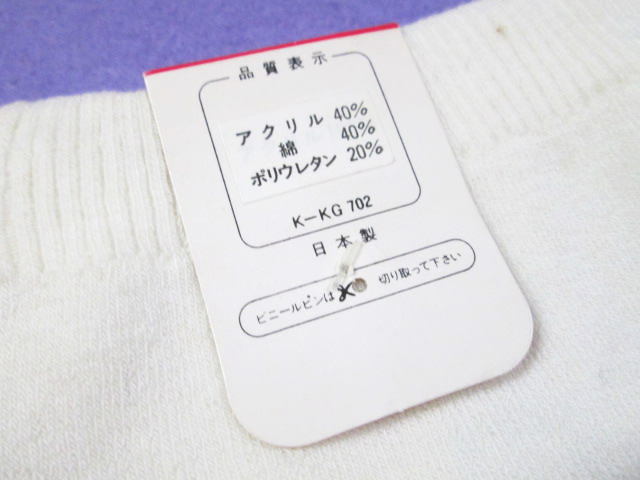 品質表示
アクリル 40%
綿 40%
ポリウレタン 20%
K-KG 702
日本製
ビニールピンは 切り取って下さい